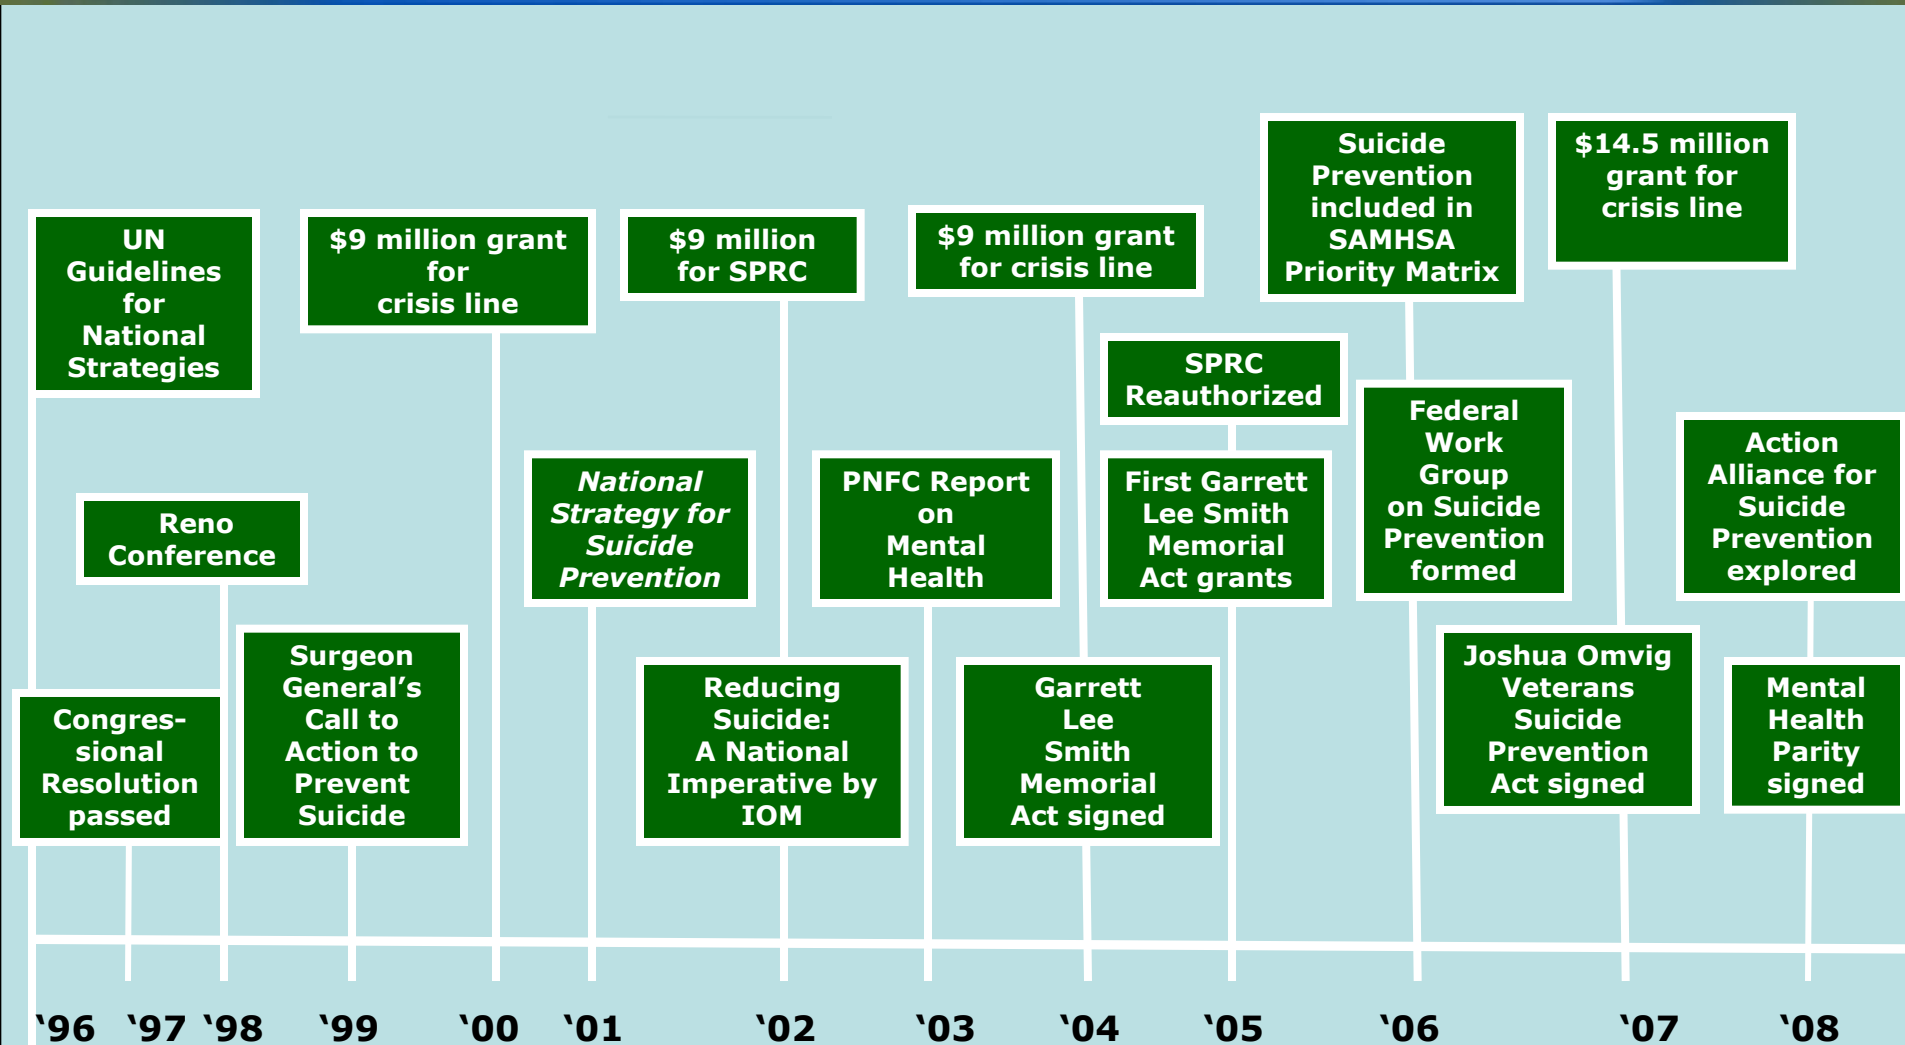 UN
Guidelines
for
National
Strategies
Congres-
sional
Resolution
passed
Reno
Conference
Surgeon
General’s
Call to
Action to
Prevent
Suicide
$9 million grant
for
crisis line
National
Strategy for
Suicide
Prevention
$9 million
for SPRC
Reducing
Suicide:
A National
Imperative by
IOM
PNFC Report
on
Mental
Health
$9 million grant
for crisis line
Garrett
Lee
Smith
Memorial
Act signed
SPRC
Reauthorized
First Garrett
Lee Smith
Memorial
Act grants
Suicide
Prevention
included in
SAMHSA
Priority Matrix
Federal
Work
Group
on Suicide
Prevention
formed
$14.5 million
grant for
crisis line
Joshua Omvig
Veterans
Suicide
Prevention
Act signed
Action
Alliance for
Suicide
Prevention
explored
Mental
Health
Parity
signed
‘96 ‘97 ‘98 ‘99 ‘00 ‘01 ‘02 ‘03 ‘04 ‘05 ‘06 ‘07 ‘08